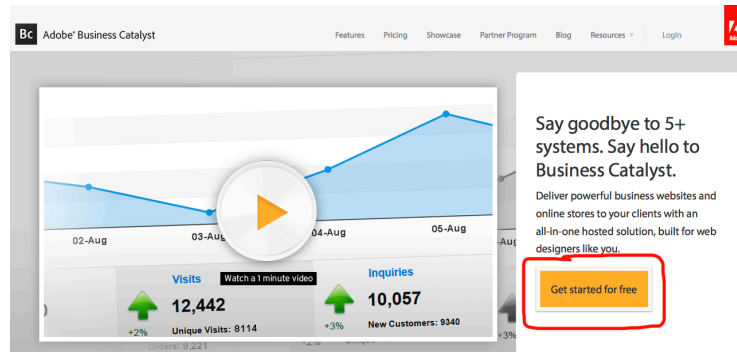 Bc Adobe® Business Catalyst
Features Pricing Showcase Partner Program Blog Resources Login
Say goodbye to 5+
systems. Say hello to
Business Catalyst.
Deliver powerful business websites and
online stores to your clients with an
all-in-one hosted solution, built for web
designers like you.
Get started for free
02-Aug 03-Aug 04-Aug 05-Aug
Visits Watch a 1 minute video Inquiries
12,442 10,057
+2% Unique Visits: 8114 +3% New Customers: 9340 +3%
Orders: 9,221 +2%